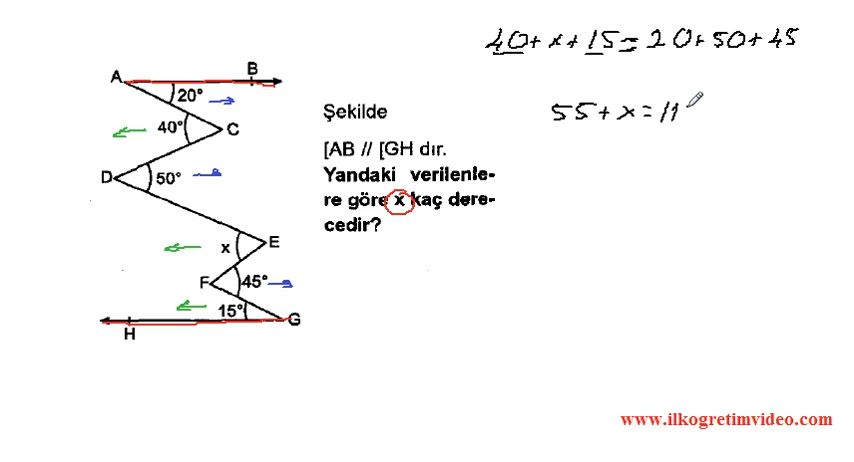 40 + x + 15 = 20 + 50 + 45
55 + x = 11
A
B
20°
40°
C
Şekilde
[AB // [GH dır.
Yandaki verilenle-
re göre x kaç dere-
cedir?
D
50°
x
E
F
45°
15°
G
H
www.ilkogretimvideo.com